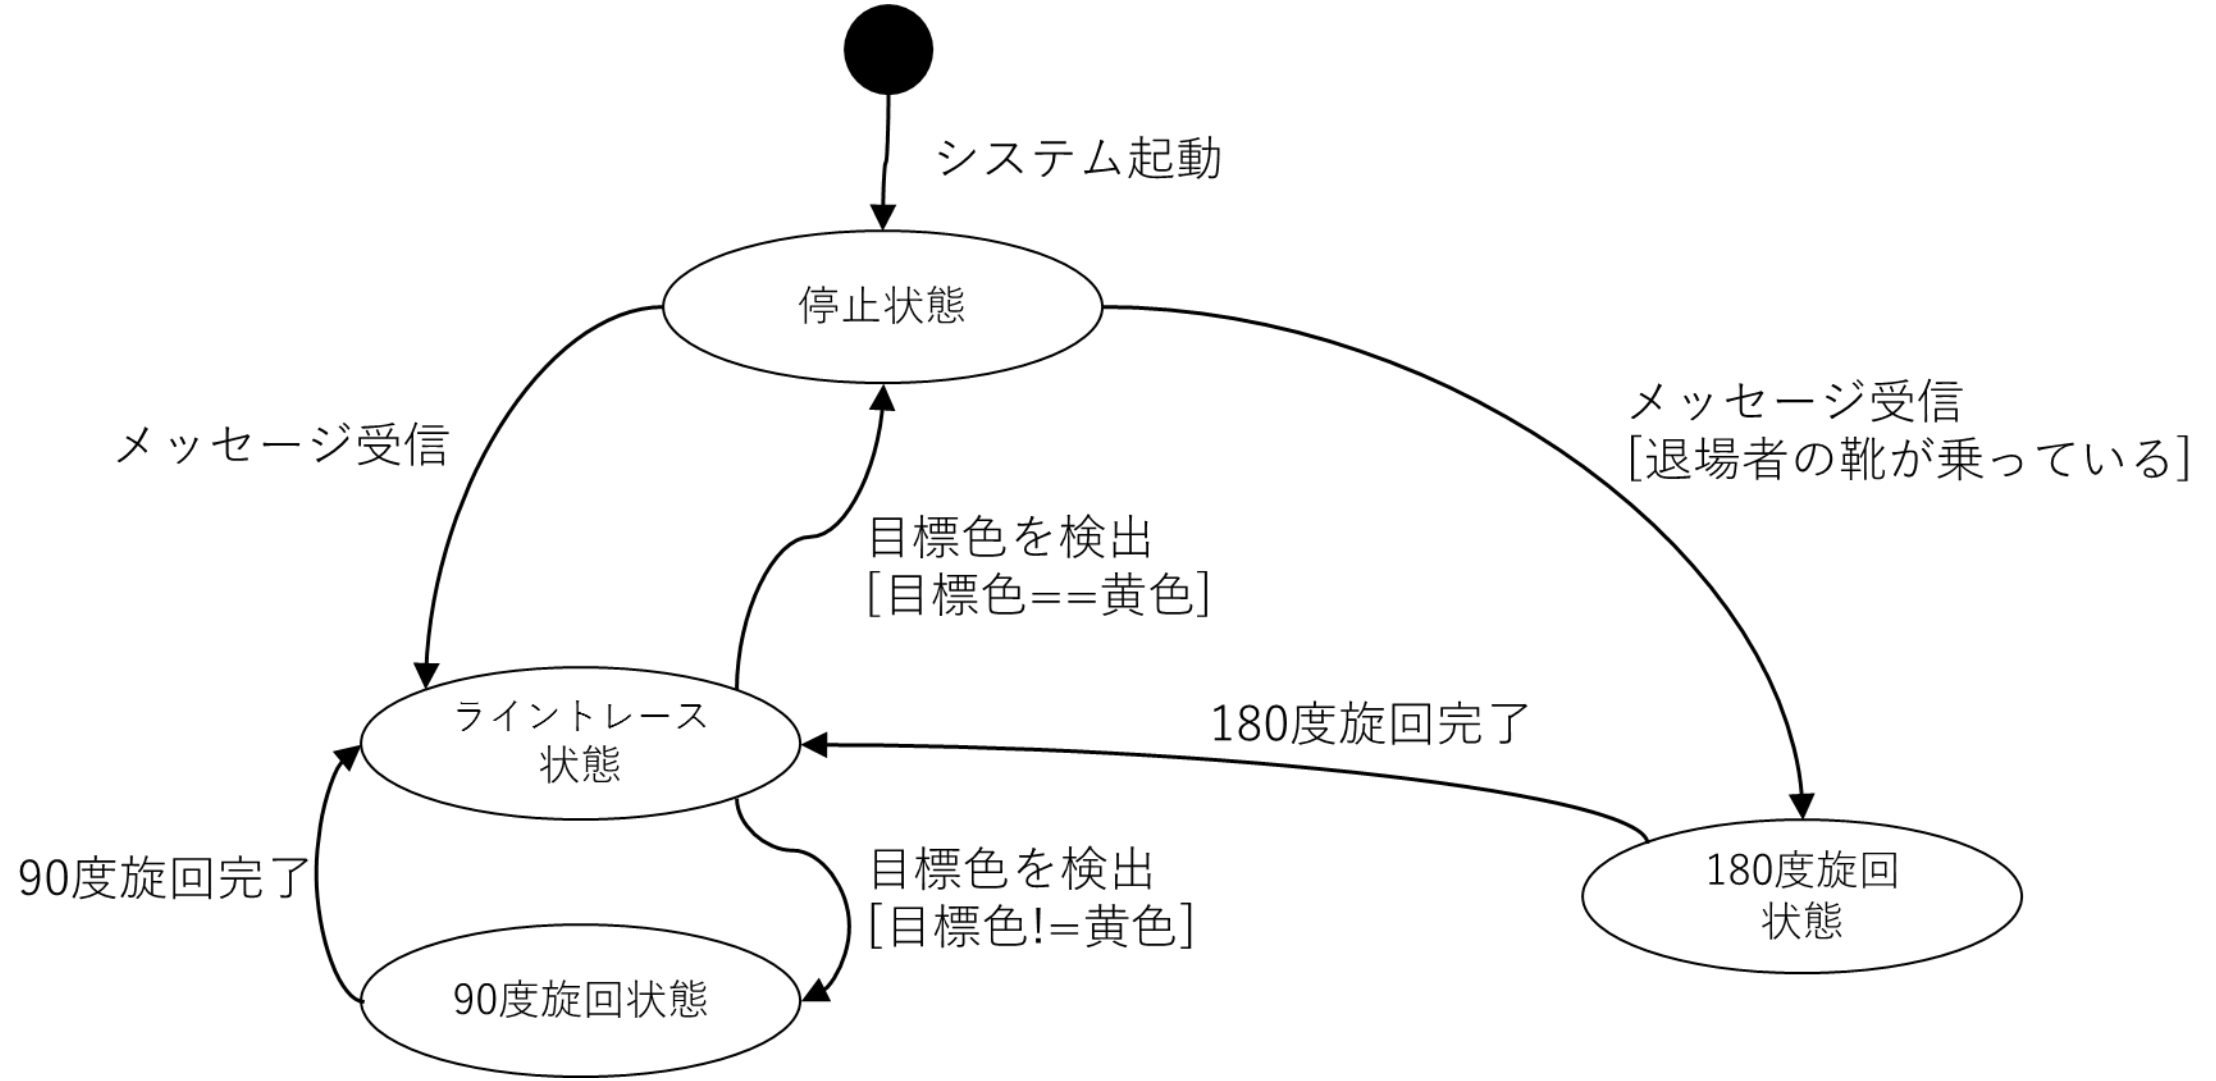 システム起動
停止状態
メッセージ受信
[退場者の靴が乗っている]
メッセージ受信
目標色を検出
[目標色==黄色]
ライントレース
状態
180度旋回完了
90度旋回完了
目標色を検出
[目標色!=黄色]
180度旋回
状態
90度旋回状態